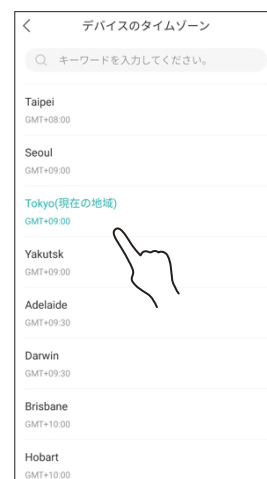 デバイスのタイムゾーン
キーワードを入力してください。
Taipei
GMT+08:00
Seoul
GMT+09:00
Tokyo(現在の地域)
GMT+09:00
Yakutsk
GMT+09:00
Adelaide
GMT+09:30
Darwin
GMT+09:30
Brisbane
GMT+10:00
Hobart
GMT+10:00